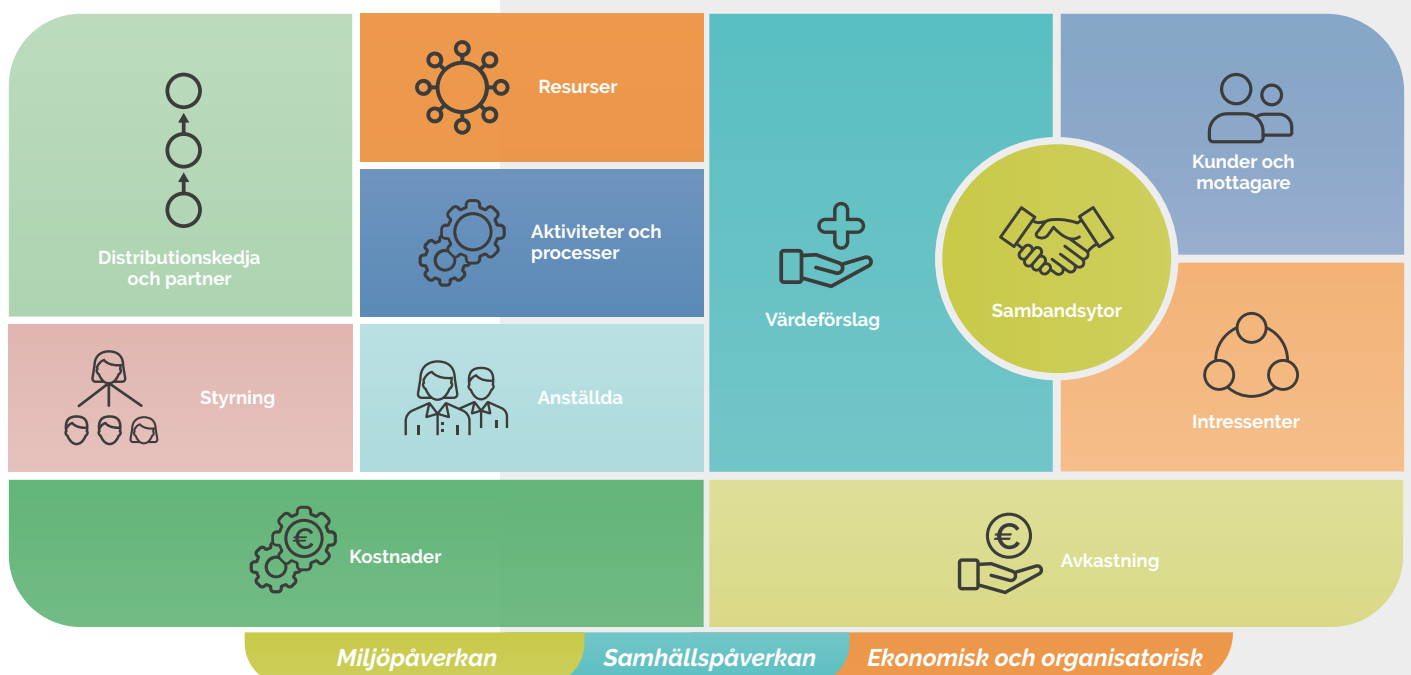 Distributionskedja
och partner
Resurser
Aktiviteter och
processer
Värdeförslag
Kunder och
mottagare
Sambandsytor
Intressenter
Styrning
Anställda
€
Kostnader
€
Avkastning
Miljöpåverkan
Samhällspåverkan
Ekonomisk och organisatorisk